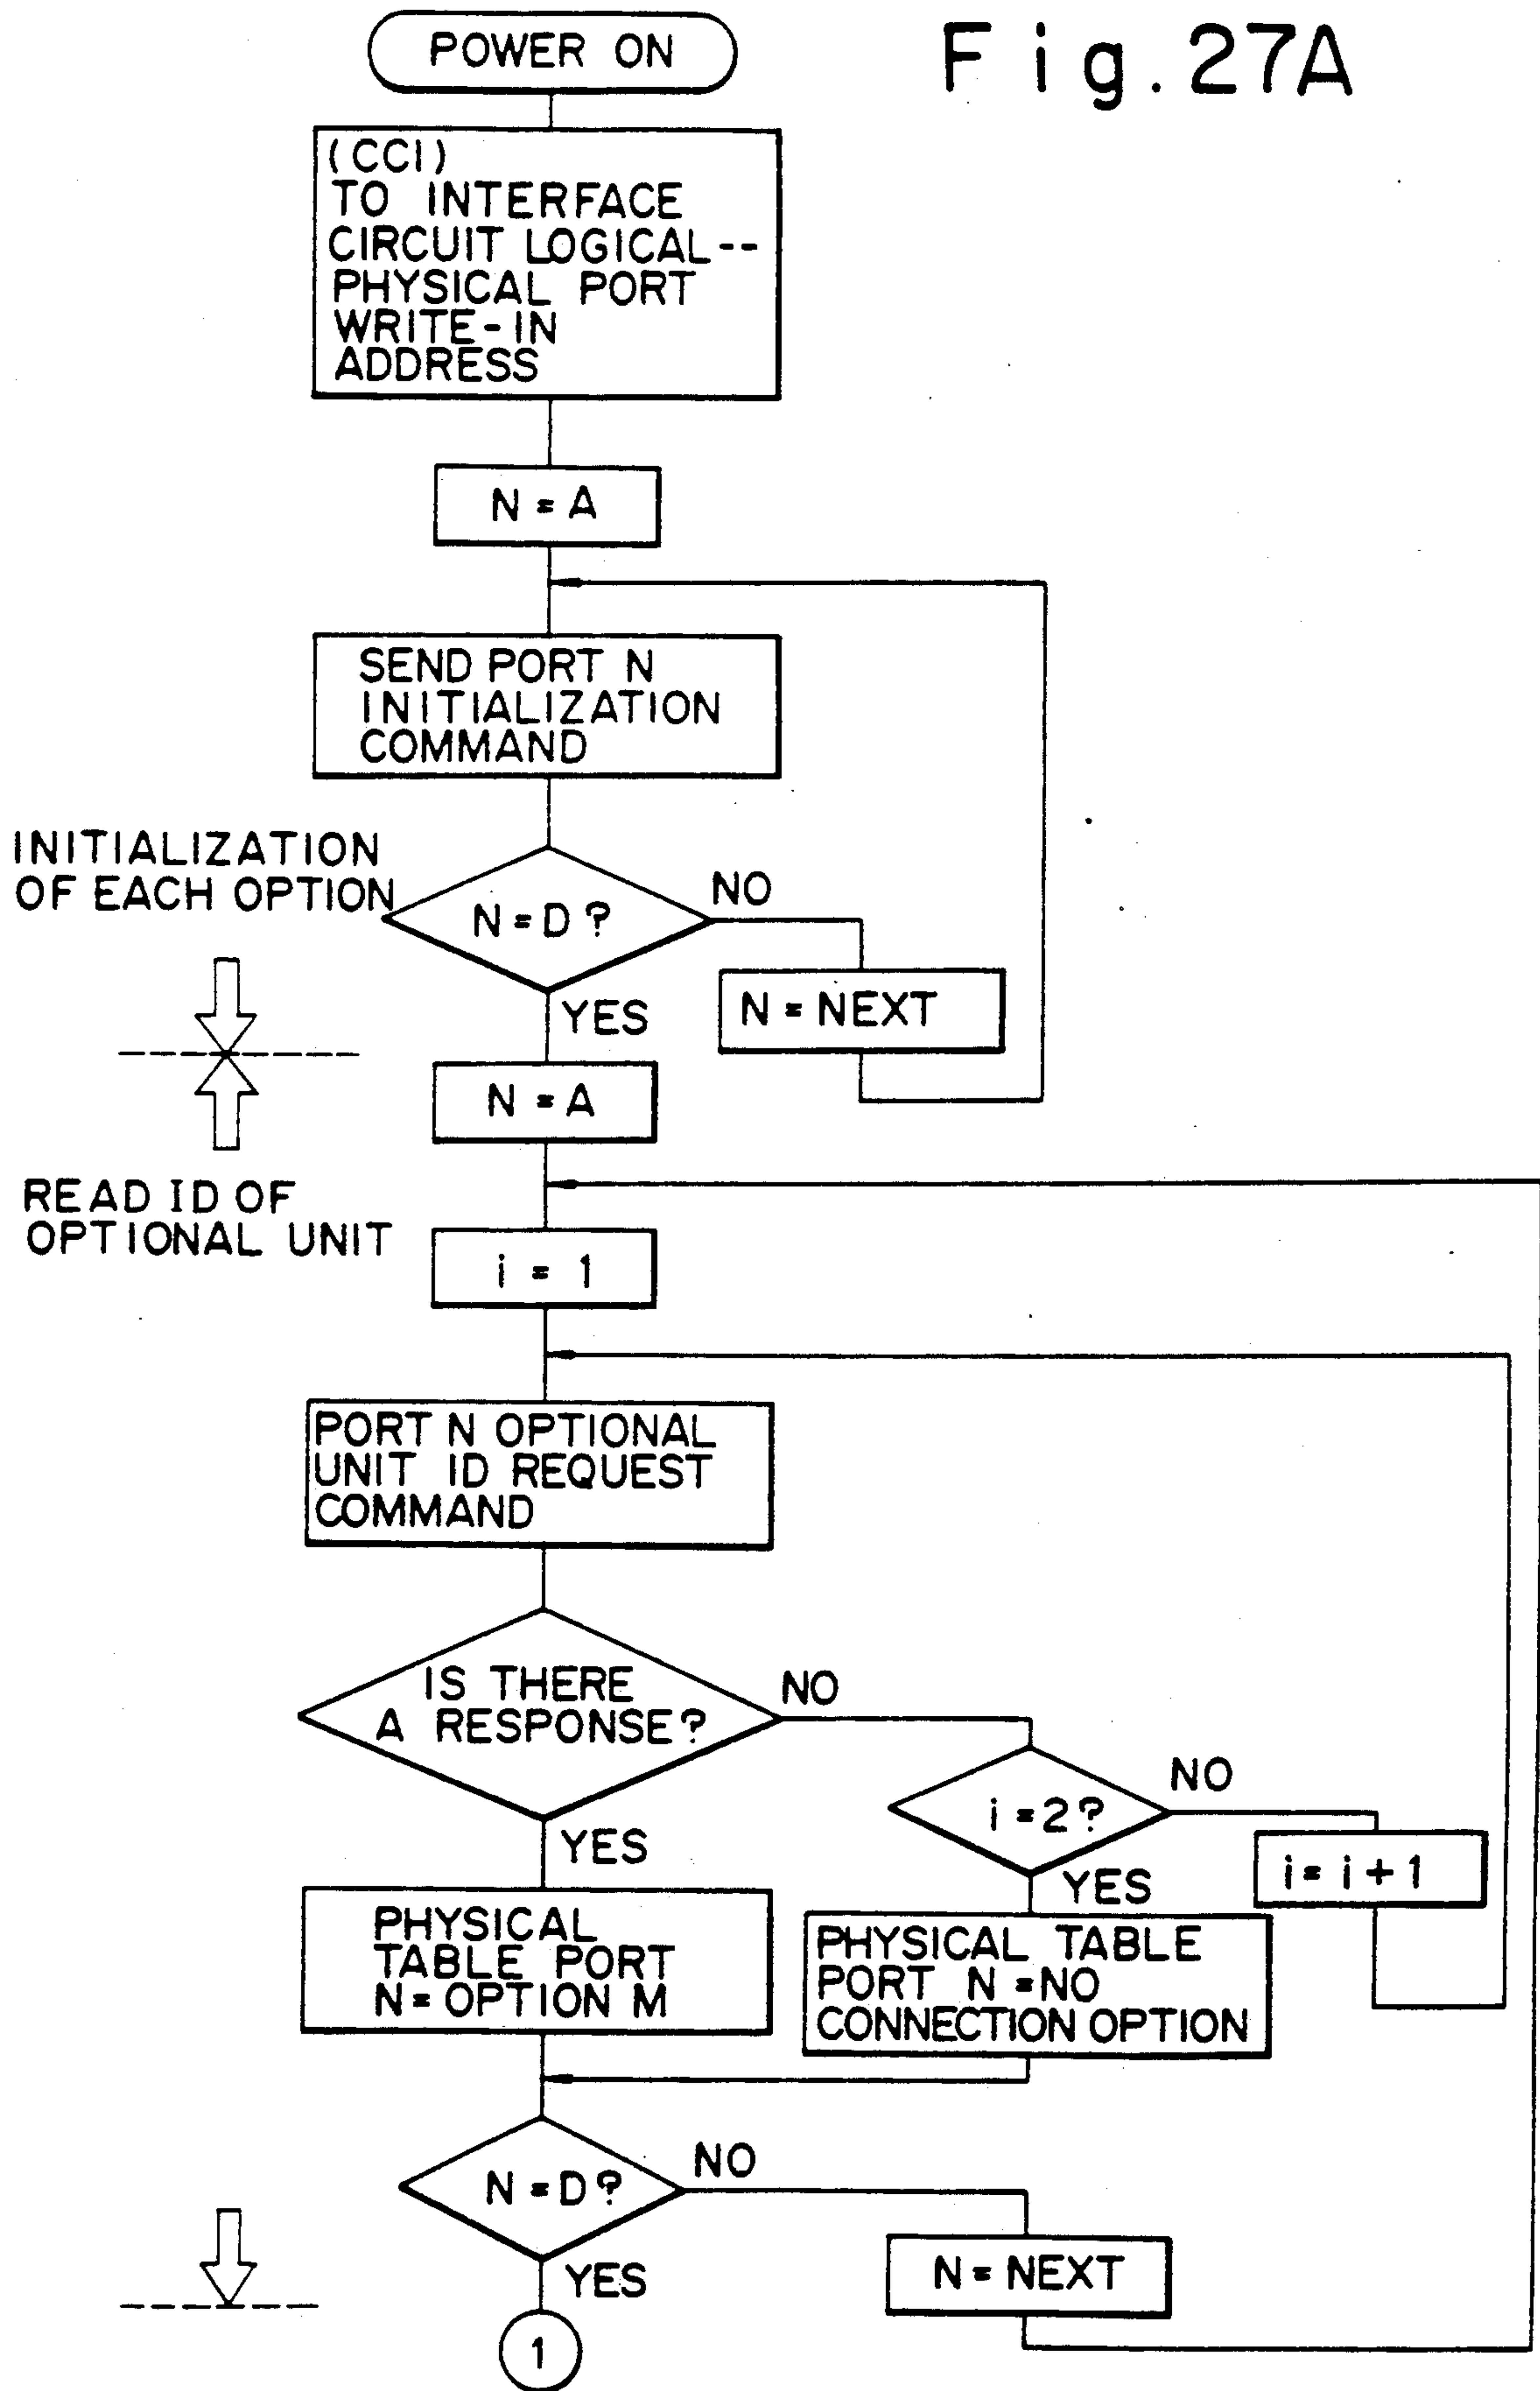 Fig. 27A
POWER ON
(CCI)
TO INTERFACE
CIRCUIT LOGICAL--
PHYSICAL PORT
WRITE-IN
ADDRESS
N = A
SEND PORT N
INITIALIZATION
COMMAND
INITIALIZATION
OF EACH OPTION
N = D?
NO
N = NEXT
YES
N = A
READ ID OF
OPTIONAL UNIT
i = 1
PORT N OPTIONAL
UNIT ID REQUEST
COMMAND
IS THERE
A RESPONSE?
NO
i = 2?
NO
i = i + 1
YES
YES
PHYSICAL
TABLE PORT
N = OPTION M
PHYSICAL TABLE
PORT N = NO
CONNECTION OPTION
N = D?
NO
N = NEXT
YES
1